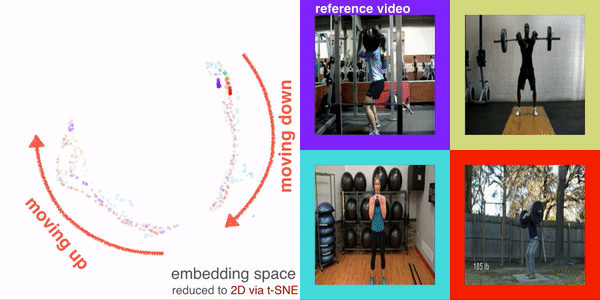 reference video
moving down
moving up
185 lb
embedding space
reduced to 2D via t-SNE